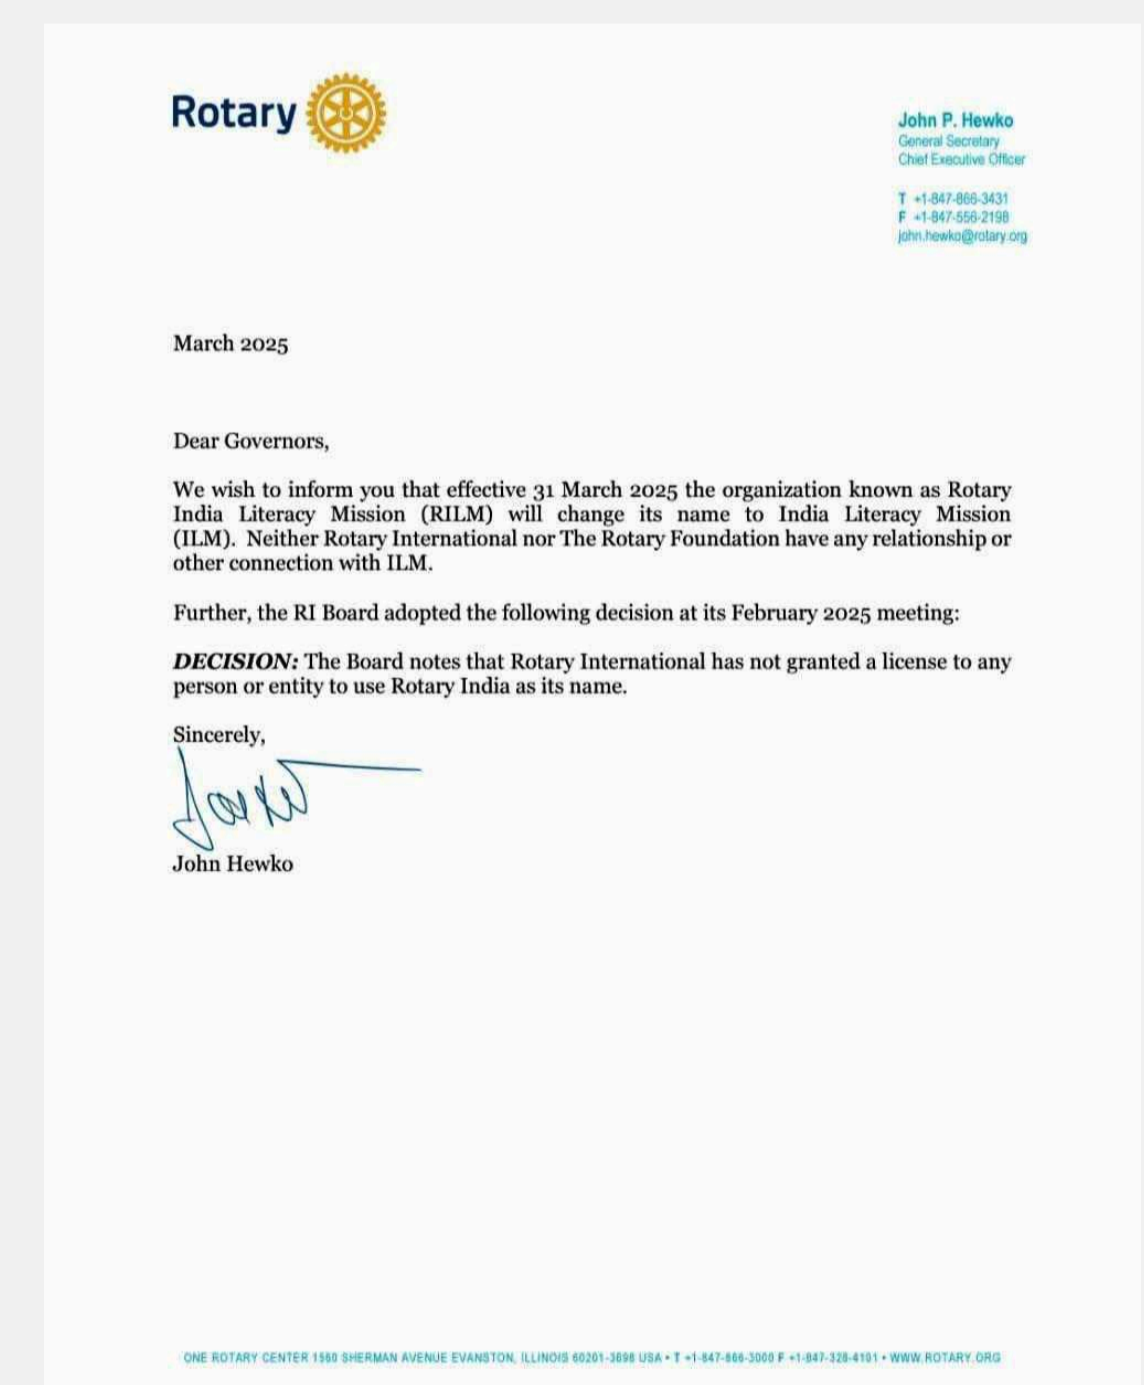 Rotary
John P. Hewko
General Secretary
Chief Executive Officer
T +1-847-866-3431
F +1-847-556-2198
john.hewko@rotary.org
March 2025
Dear Governors,
We wish to inform you that effective 31 March 2025 the organization known as Rotary
India Literacy Mission (RILM) will change its name to India Literacy Mission
(ILM). Neither Rotary International nor The Rotary Foundation have any relationship or
other connection with ILM.
Further, the RI Board adopted the following decision at its February 2025 meeting:
DECISION: The Board notes that Rotary International has not granted a license to any
person or entity to use Rotary India as its name.
Sincerely,
John Hewko
ONE ROTARY CENTER 1560 SHERMAN AVENUE EVANSTON, ILLINOIS 60201-3698 USA • T +1-847-866-3000 F +1-847-328-4101 • WWW.ROTARY.ORG